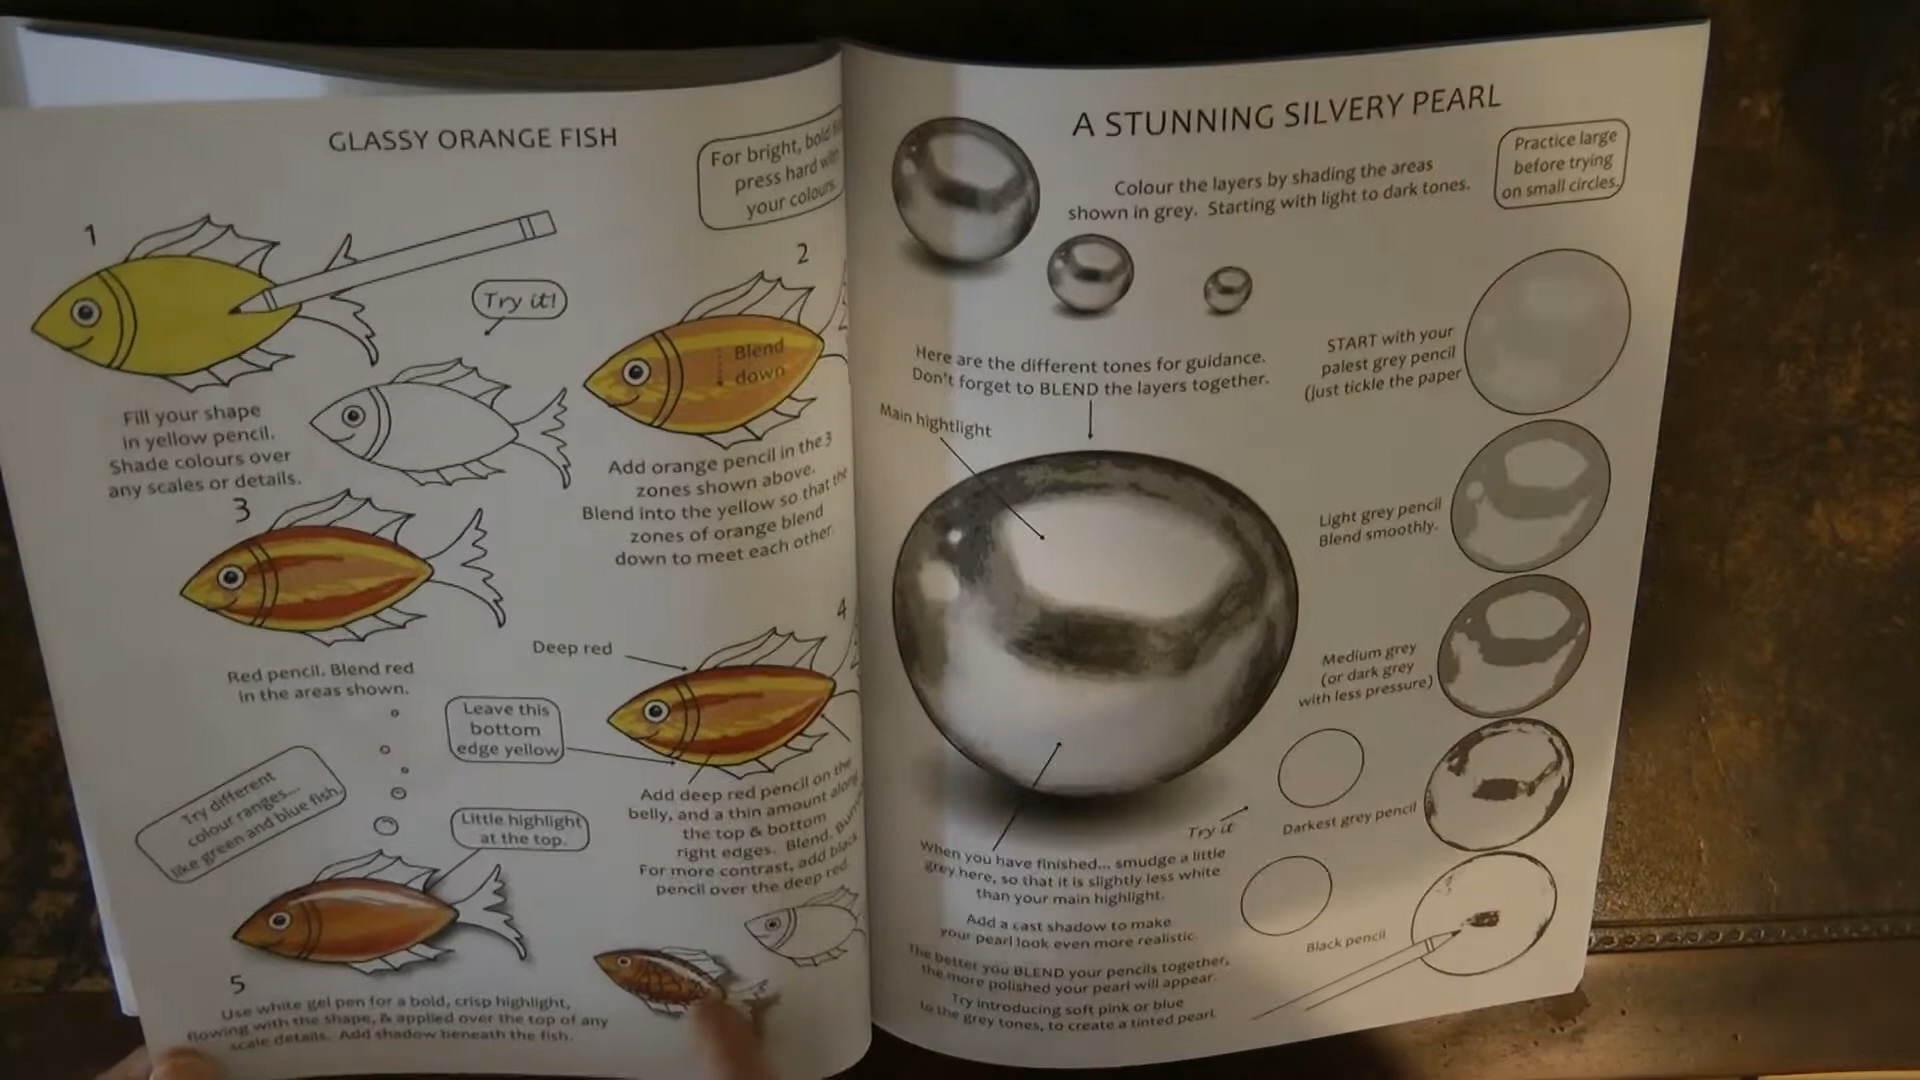 GLASSY ORANGE FISH
For bright, bold
press hard with
your colours.
1
Try it!
2
Blend
down
Fill your shape
in yellow pencil.
Shade colours over
any scales or details.
Add orange pencil in the 3
zones shown above.
Blend into the yellow so that the
zones of orange blend
down to meet each other.
3
Red pencil. Blend red
in the areas shown.
4
Deep red
Leave this
bottom
edge yellow
Add deep red pencil on the
belly, and a thin amount along
the top & bottom
right edges. Blend.
For more contrast, add black
pencil over the deep red.
Try different
colour ranges...
like green and blue fish.
Little highlight
at the top.
5
Use white gel pen for a bold, crisp highlight,
flowing with the shape, & applied over the top of any
scale details. Add shadow beneath the fish.
A STUNNING SILVERY PEARL
Practice large
before trying
on small circles.
Colour the layers by shading the areas
shown in grey. Starting with light to dark tones.
Here are the different tones for guidance.
Don't forget to BLEND the layers together.
Main hightlight
START with your
palest grey pencil
(just tickle the paper
Light grey pencil
Blend smoothly.
Medium grey
(or dark grey
with less pressure)
Try it
Darkest grey pencil
Black pencil
When you have finished... smudge a little
grey here, so that it is slightly less white
than your main highlight.
Add a cast shadow to make
your pearl look even more realistic.
The better you BLEND your pencils together,
the more polished your pearl will appear.
Try introducing soft pink or blue
to the grey tones, to create a tinted pearl.